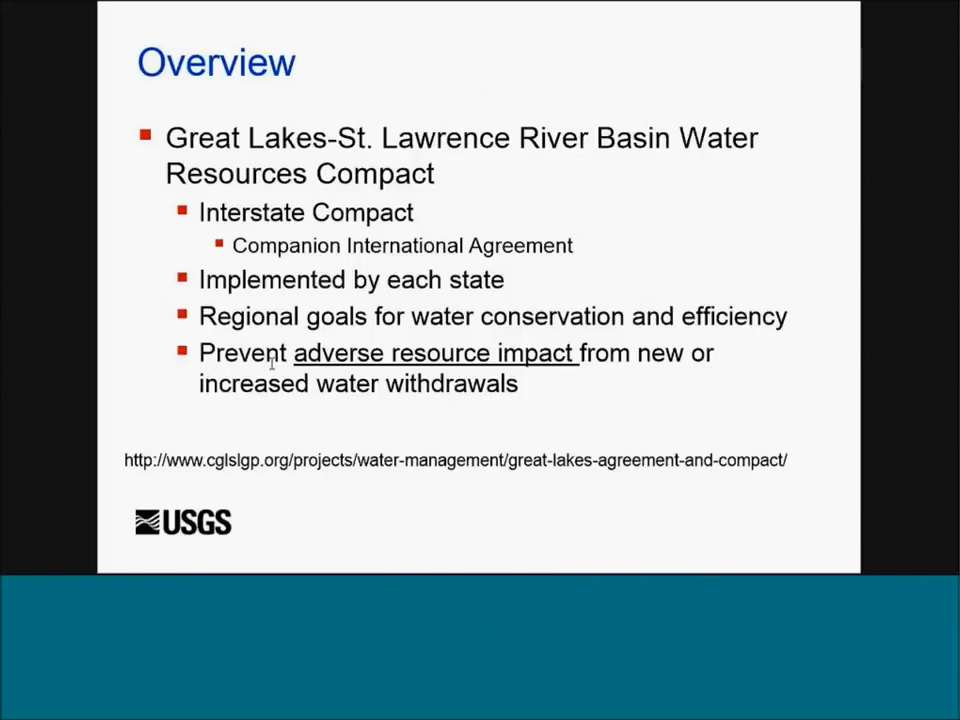 Overview
Great Lakes-St. Lawrence River Basin Water
Resources Compact
Interstate Compact
Companion International Agreement
Implemented by each state
Regional goals for water conservation and efficiency
Prevent adverse resource impact from new or
increased water withdrawals
http://www.cglslgp.org/projects/water-management/great-lakes-agreement-and-compact/
USGS